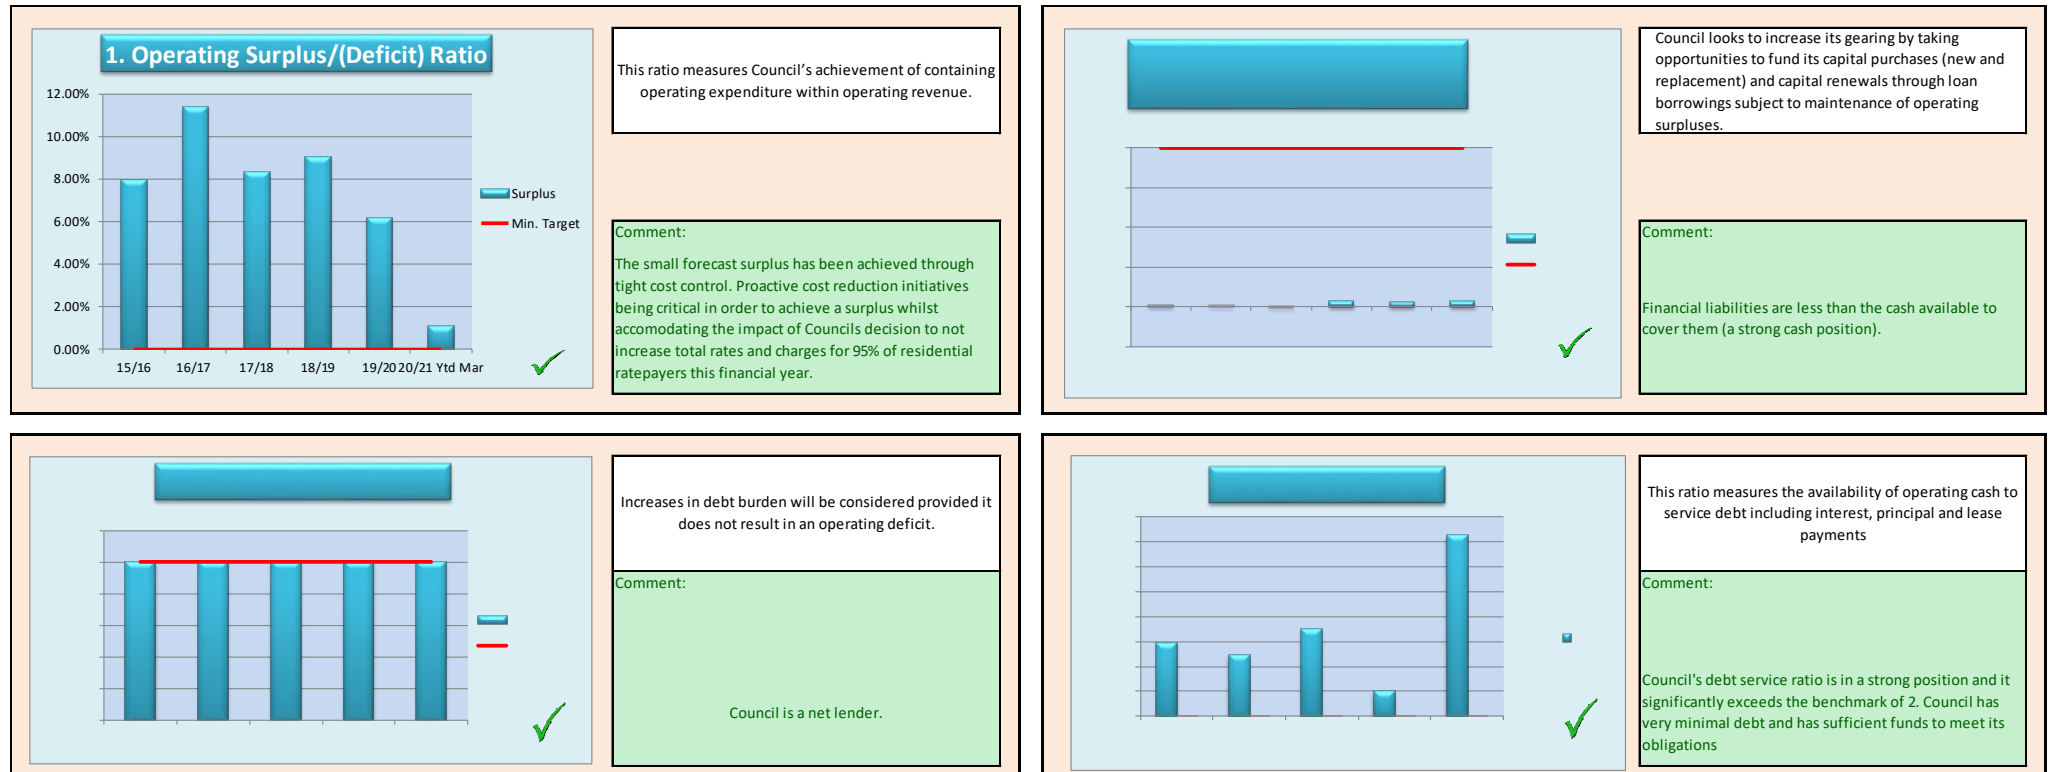 1. Operating Surplus/(Deficit) Ratio
12.00%
10.00%
8.00%
6.00%
4.00%
2.00%
0.00%
15/16 16/17 17/18 18/19 19/20 20/21 Ytd Mar
Surplus
Min. Target
This ratio measures Council’s achievement of containing
operating expenditure within operating revenue.
Comment:
The small forecast surplus has been achieved through
tight cost control. Proactive cost reduction initiatives
being critical in order to achieve a surplus whilst
accomodating the impact of Councils decision to not
increase total rates and charges for 95% of residential
ratepayers this financial year.
Council looks to increase its gearing by taking
opportunities to fund its capital purchases (new and
replacement) and capital renewals through loan
borrowings subject to maintenance of operating
surpluses.
Comment:
Financial liabilities are less than the cash available to
cover them (a strong cash position).
Increases in debt burden will be considered provided it
does not result in an operating deficit.
Comment:
Council is a net lender.
This ratio measures the availability of operating cash to
service debt including interest, principal and lease
payments
Comment:
Council's debt service ratio is in a strong position and it
significantly exceeds the benchmark of 2. Council has
very minimal debt and has sufficient funds to meet its
obligations